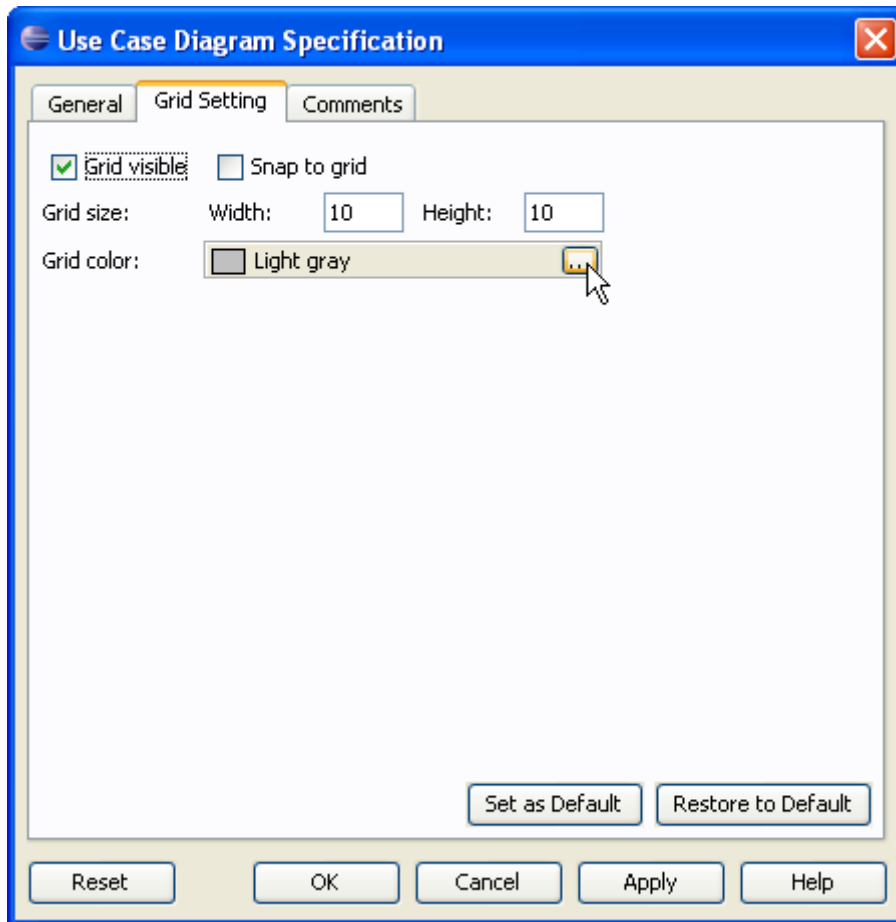 Use Case Diagram Specification
General Grid Setting Comments
Grid visible Snap to grid
Grid size: Width: 10 Height: 10
Grid color: Light gray ...
Set as Default Restore to Default
Reset OK Cancel Apply Help